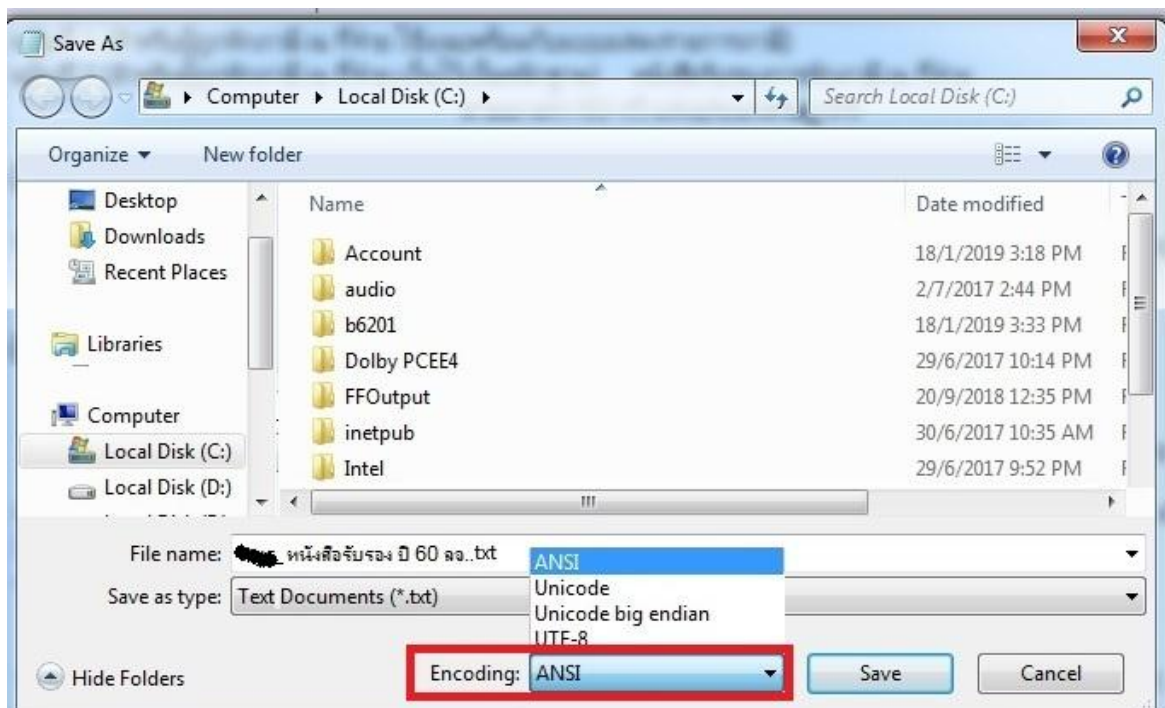 Save As
Computer ▸ Local Disk (C:) ▸
Search Local Disk (C:)
Organize
New folder
Desktop
Downloads
Recent Places
Libraries
Computer
Local Disk (C:)
Local Disk (D:)
Name Date modified
Account 18/1/2019 3:18 PM
audio 2/7/2017 2:44 PM
b6201 18/1/2019 3:33 PM
Dolby PCEE4 29/6/2017 10:14 PM
FFOutput 20/9/2018 12:35 PM
inetpub 30/6/2017 10:35 AM
Intel 29/6/2017 9:52 PM
File name: หนังสือรับรอง ปี 60 ลอ..txt
Save as type: Text Documents (*.txt)
ANSI
Unicode
Unicode big endian
UTF-8
Hide Folders
Encoding: ANSI
Save
Cancel